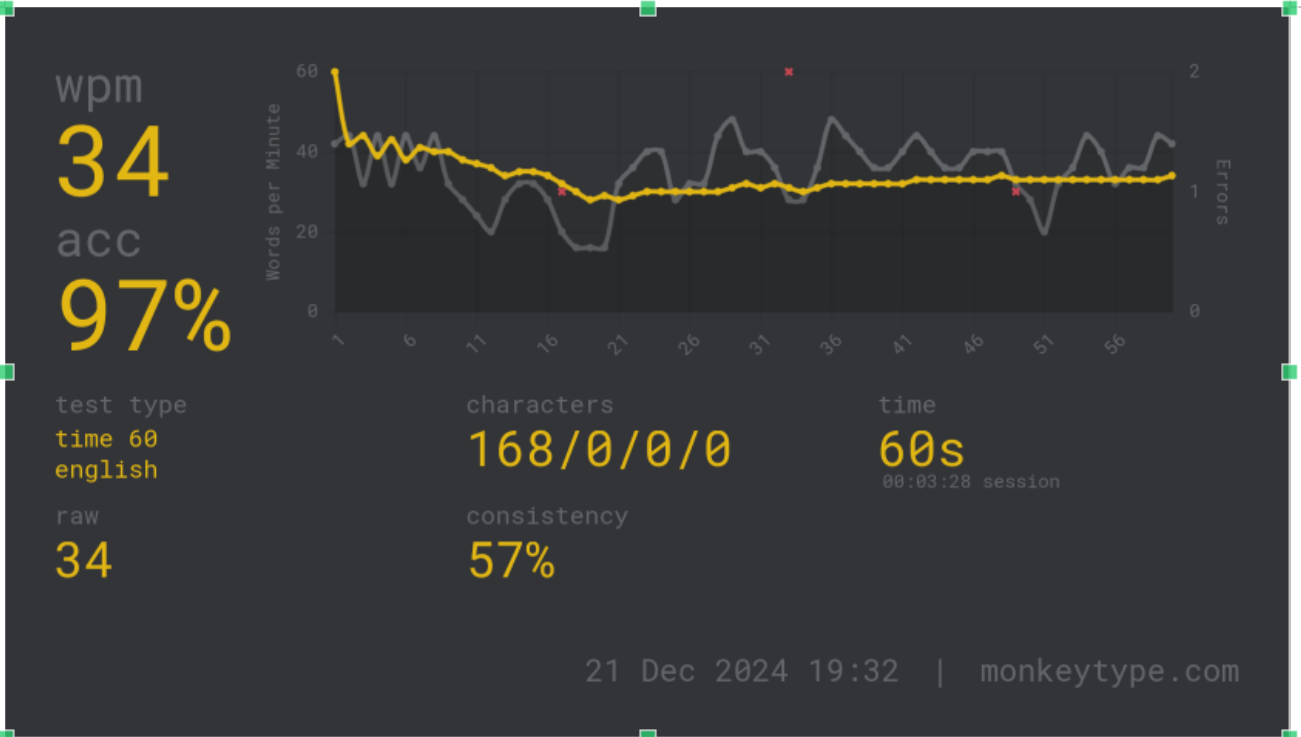 wpm
34
acc
97%
Words per Minute
60
40
20
0
2
1
0
Errors
1 6 11 16 21 26 31 36 41 46 51 56
test type
time 60
english
characters
168/0/0/0
time
60s
00:03:28 session
raw
34
consistency
57%
21 Dec 2024 19:32 | monkeytype.com